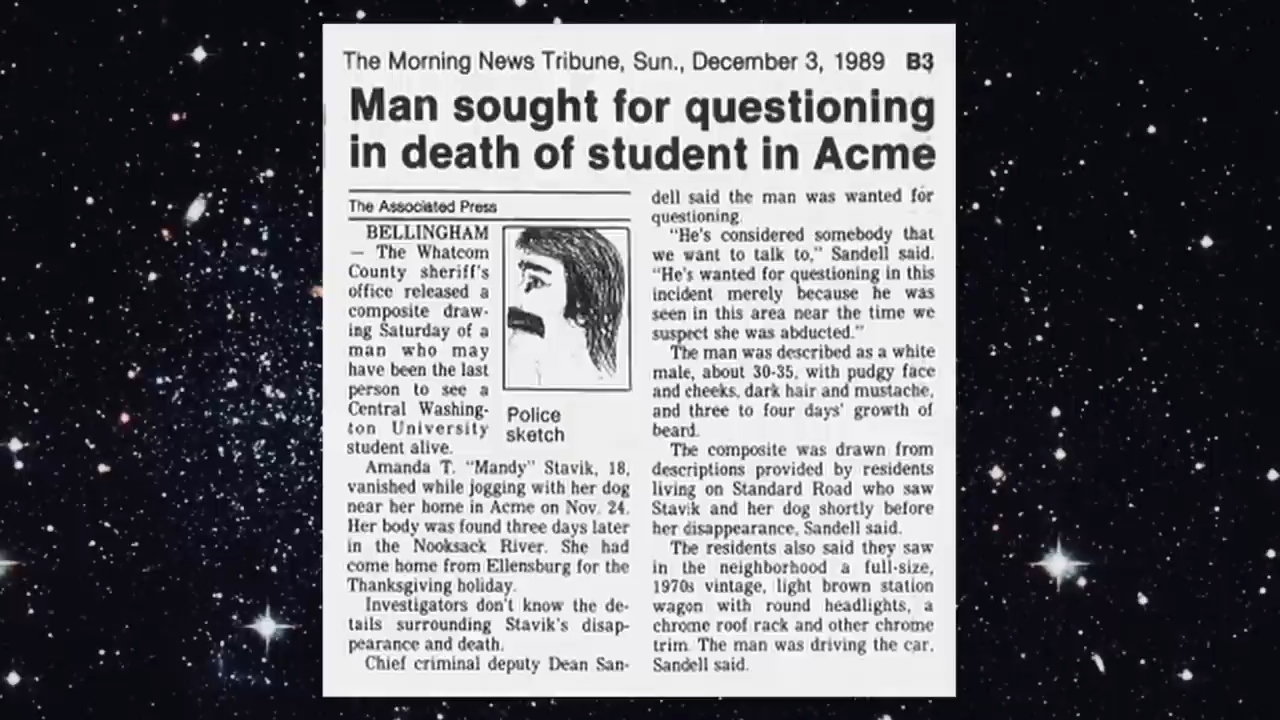 The Morning News Tribune, Sun., December 3, 1989 B3
Man sought for questioning
in death of student in Acme
The Associated Press
BELLINGHAM
— The Whatcom
County sheriff's
office released a
composite draw-
ing Saturday of a
man who may
have been the last
person to see a
Central Washing-
ton University
student alive.
Police
sketch
Amanda T. "Mandy" Stavik, 18,
vanished while jogging with her dog
near her home in Acme on Nov. 24.
Her body was found three days later
in the Nooksack River. She had
come home from Ellensburg for the
Thanksgiving holiday.
Investigators don't know the de-
tails surrounding Stavik's disap-
pearance and death.
Chief criminal deputy Dean San-
dell said the man was wanted for
questioning.
"He's considered somebody that
we want to talk to," Sandell said.
"He's wanted for questioning in this
incident merely because he was
seen in this area near the time we
suspect she was abducted."
The man was described as a white
male, about 30-35, with pudgy face
and cheeks, dark hair and mustache,
and three to four days' growth of
beard.
The composite was drawn from
descriptions provided by residents
living on Standard Road who saw
Stavik and her dog shortly before
her disappearance, Sandell said.
The residents also said they saw
in the neighborhood a full-size,
1970s vintage, light brown station
wagon with round headlights, a
chrome roof rack and other chrome
trim. The man was driving the car,
Sandell said.